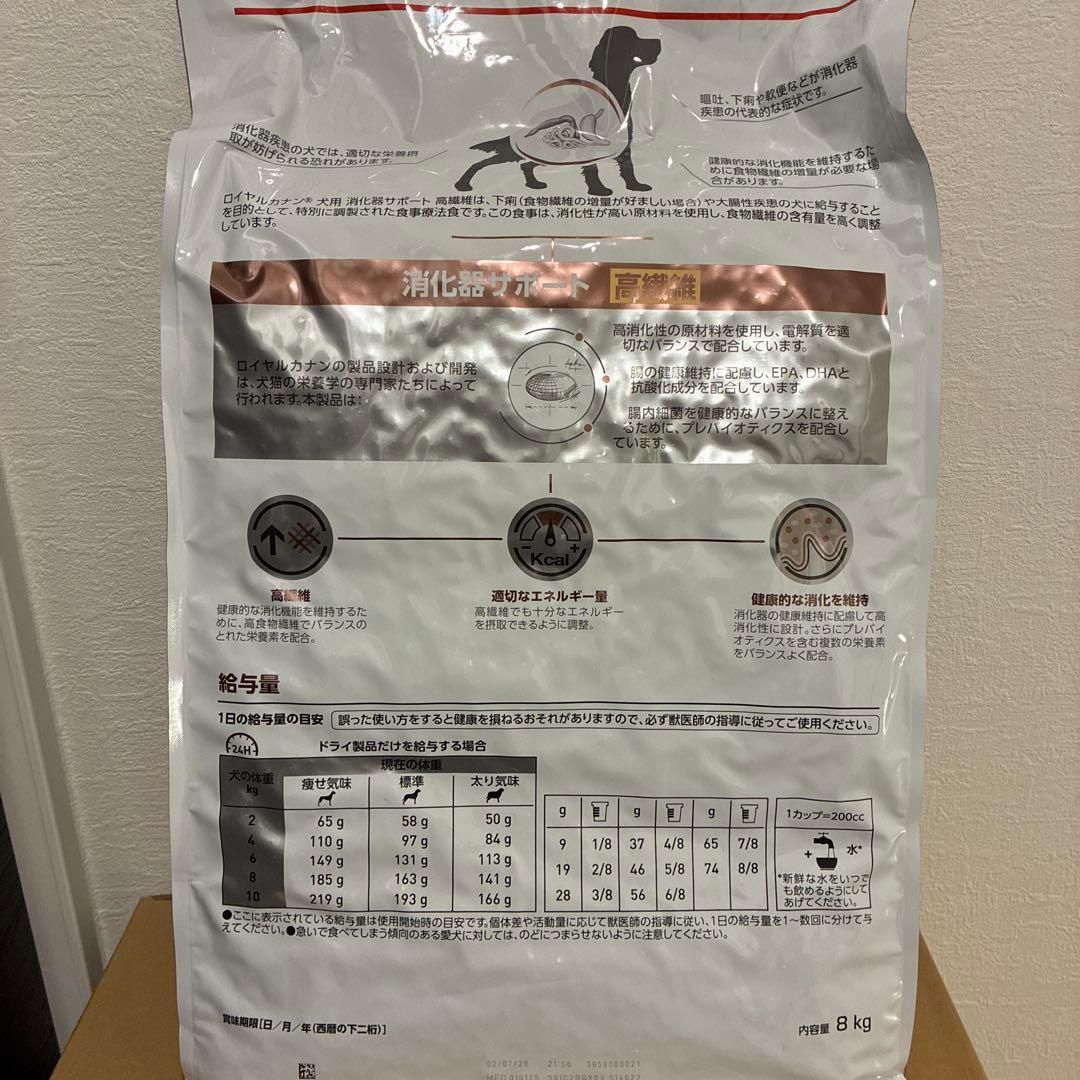 嘔吐、下痢や軟便などが消化器
疾患の代表的な症状です。
消化器疾患の犬では、適切な栄養摂
取が妨げられる恐れがあります。
健康的な消化機能を維持するた
めに食物繊維の増量が必要な場
合があります。
ロイヤルカナン® 犬用 消化器サポート 高繊維は、下痢（食物繊維の増量が好ましい場合）や大腸性疾患の犬に給与すること
を目的として、特別に調製された食事療法食です。この食事は、消化性が高い原材料を使用し、食物繊維の含有量を高く調整
しています。
消化器サポート 高繊維
ロイヤルカナンの製品設計および開発
は、犬猫の栄養学の専門家たちによって
行われます。本製品は：
高消化性の原材料を使用し、電解質を適
切なバランスで配合しています。
腸の健康維持に配慮し、EPA、DHAと
抗酸化成分を配合しています。
腸内細菌を健康的なバランスに整え
るために、プレバイオティクスを配合し
ています。
- Kcal +
高繊維
健康的な消化機能を維持するた
めに、高食物繊維でバランスの
とれた栄養素を配合。
適切なエネルギー量
高繊維でも十分なエネルギー
を摂取できるように調整。
健康的な消化を維持
消化器の健康維持に配慮して高
消化性に設計。さらにプレバイ
オティクスを含む複数の栄養素
をバランスよく配合。
給与量
1日の給与量の目安 誤った使い方をすると健康を損ねるおそれがありますので、必ず獣医師の指導に従ってご使用ください。
24H ドライ製品だけを給与する場合
現在の体重
犬の体重 kg 痩せ気味 標準 太り気味
2 65 g 58 g 50 g
4 110 g 97 g 84 g
6 149 g 131 g 113 g
8 185 g 163 g 141 g
10 219 g 193 g 166 g
g g g
9 1/8 37 4/8 65 7/8
19 2/8 46 5/8 74 8/8
28 3/8 56 6/8
1カップ=200cc
+ 水*
*新鮮な水をいつで
も飲めるようにして
あげてください。
●ここに表示されている給与量は使用開始時の目安です。個体差や活動量に応じて獣医師の指導に従い、1日の給与量を1～数回に分けて与
えてください。●急いで食べてしまう傾向のある愛犬に対しては、のどにつまらせないように注意してください。
賞味期限[日／月／年(西暦の下二桁)]
内容量 8 kg
02/07/26 21:56